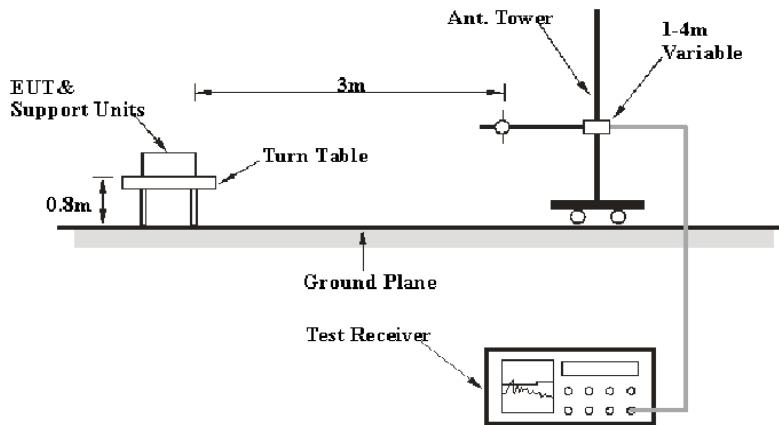 Ant. Tower
1-4m
Variable
EUT&
Support Units
3m
Turn Table
0.8m
Ground Plane
Test Receiver